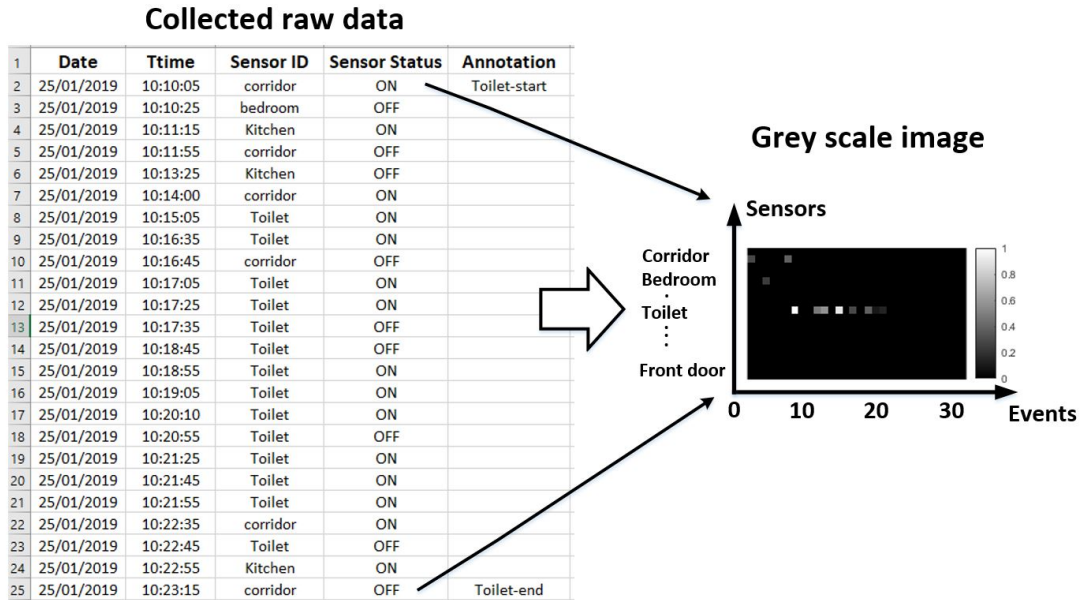 Collected raw data
1 Date Ttime Sensor ID Sensor Status Annotation
2 25/01/2019 10:10:05 corridor ON Toilet-start
3 25/01/2019 10:10:25 bedroom OFF
4 25/01/2019 10:11:15 Kitchen ON
5 25/01/2019 10:11:55 corridor OFF
6 25/01/2019 10:13:25 Kitchen OFF
7 25/01/2019 10:14:00 corridor ON
8 25/01/2019 10:15:05 Toilet ON
9 25/01/2019 10:16:35 Toilet ON
10 25/01/2019 10:16:45 corridor OFF
11 25/01/2019 10:17:05 Toilet ON
12 25/01/2019 10:17:25 Toilet ON
13 25/01/2019 10:17:35 Toilet OFF
14 25/01/2019 10:18:45 Toilet OFF
15 25/01/2019 10:18:55 Toilet ON
16 25/01/2019 10:19:05 Toilet ON
17 25/01/2019 10:20:10 Toilet ON
18 25/01/2019 10:20:55 Toilet OFF
19 25/01/2019 10:21:25 Toilet ON
20 25/01/2019 10:21:45 Toilet ON
21 25/01/2019 10:21:55 Toilet ON
22 25/01/2019 10:22:35 corridor ON
23 25/01/2019 10:22:45 Toilet OFF
24 25/01/2019 10:22:55 Kitchen ON
25 25/01/2019 10:23:15 corridor OFF Toilet-end
Grey scale image
Sensors
Corridor
Bedroom
Toilet
Front door
1
0.8
0.6
0.4
0.2
0
0 10 20 30 Events